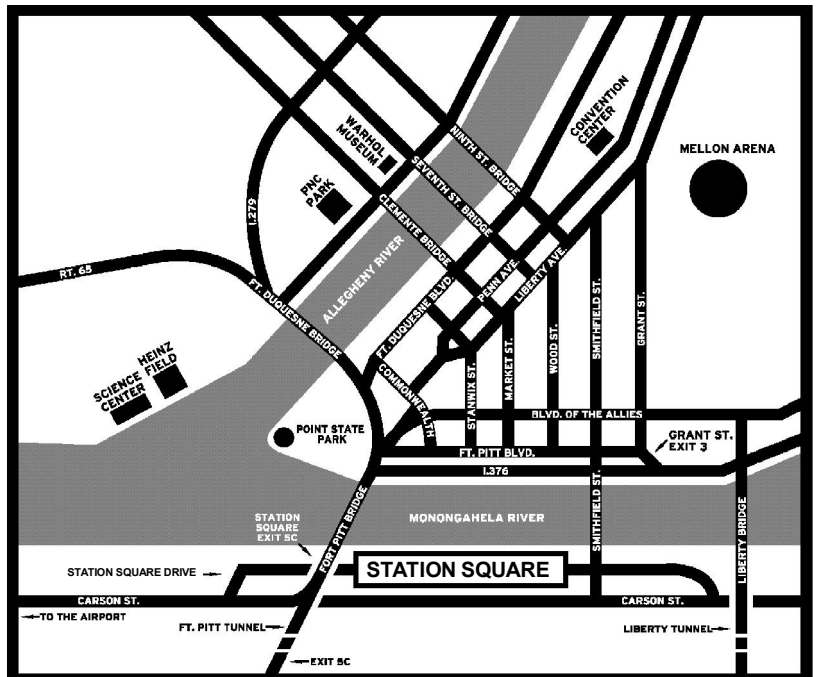 CONVENTION
CENTER
WARHOL
MUSEUM
NINTH ST. BRIDGE
MELLON ARENA
SEVENTH ST. BRIDGE
PNC
PARK
CLEMENTE BRIDGE
I.279
ALLEGHENY RIVER
RT. 65
FT. DUQUESNE BRIDGE
FT. DUQUESNE BLVD.
PENN AVE.
LIBERTY AVE.
SMITHFIELD ST.
GRANT ST.
WOOD ST.
MARKET ST.
STANWIX ST.
COMMONWEALTH
HEINZ
FIELD
SCIENCE
CENTER
BLVD. OF THE ALLIES
POINT STATE
PARK
GRANT ST.
EXIT 3
FT. PITT BLVD.
I.376
FORT PITT BRIDGE
MONONGAHELA RIVER
SMITHFIELD ST.
LIBERTY BRIDGE
STATION
SQUARE
EXIT 5C
STATION SQUARE DRIVE
STATION SQUARE
CARSON ST.
CARSON ST.
TO THE AIRPORT
FT. PITT TUNNEL
LIBERTY TUNNEL
EXIT 5C